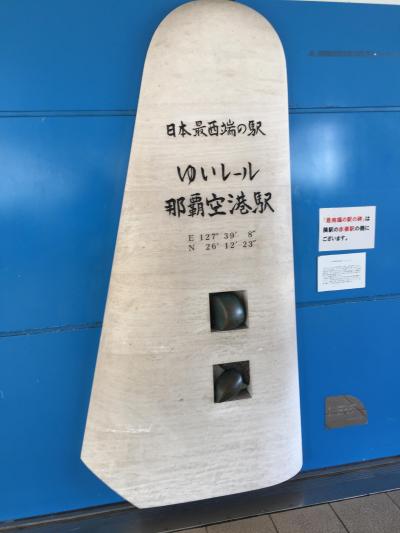 日本最西端の駅
ゆいレール
那覇空港駅
E 127° 39′ 8″
N 26° 12′ 23″
「最南端の駅の碑」は
隣駅の赤嶺駅の側に
ございます。